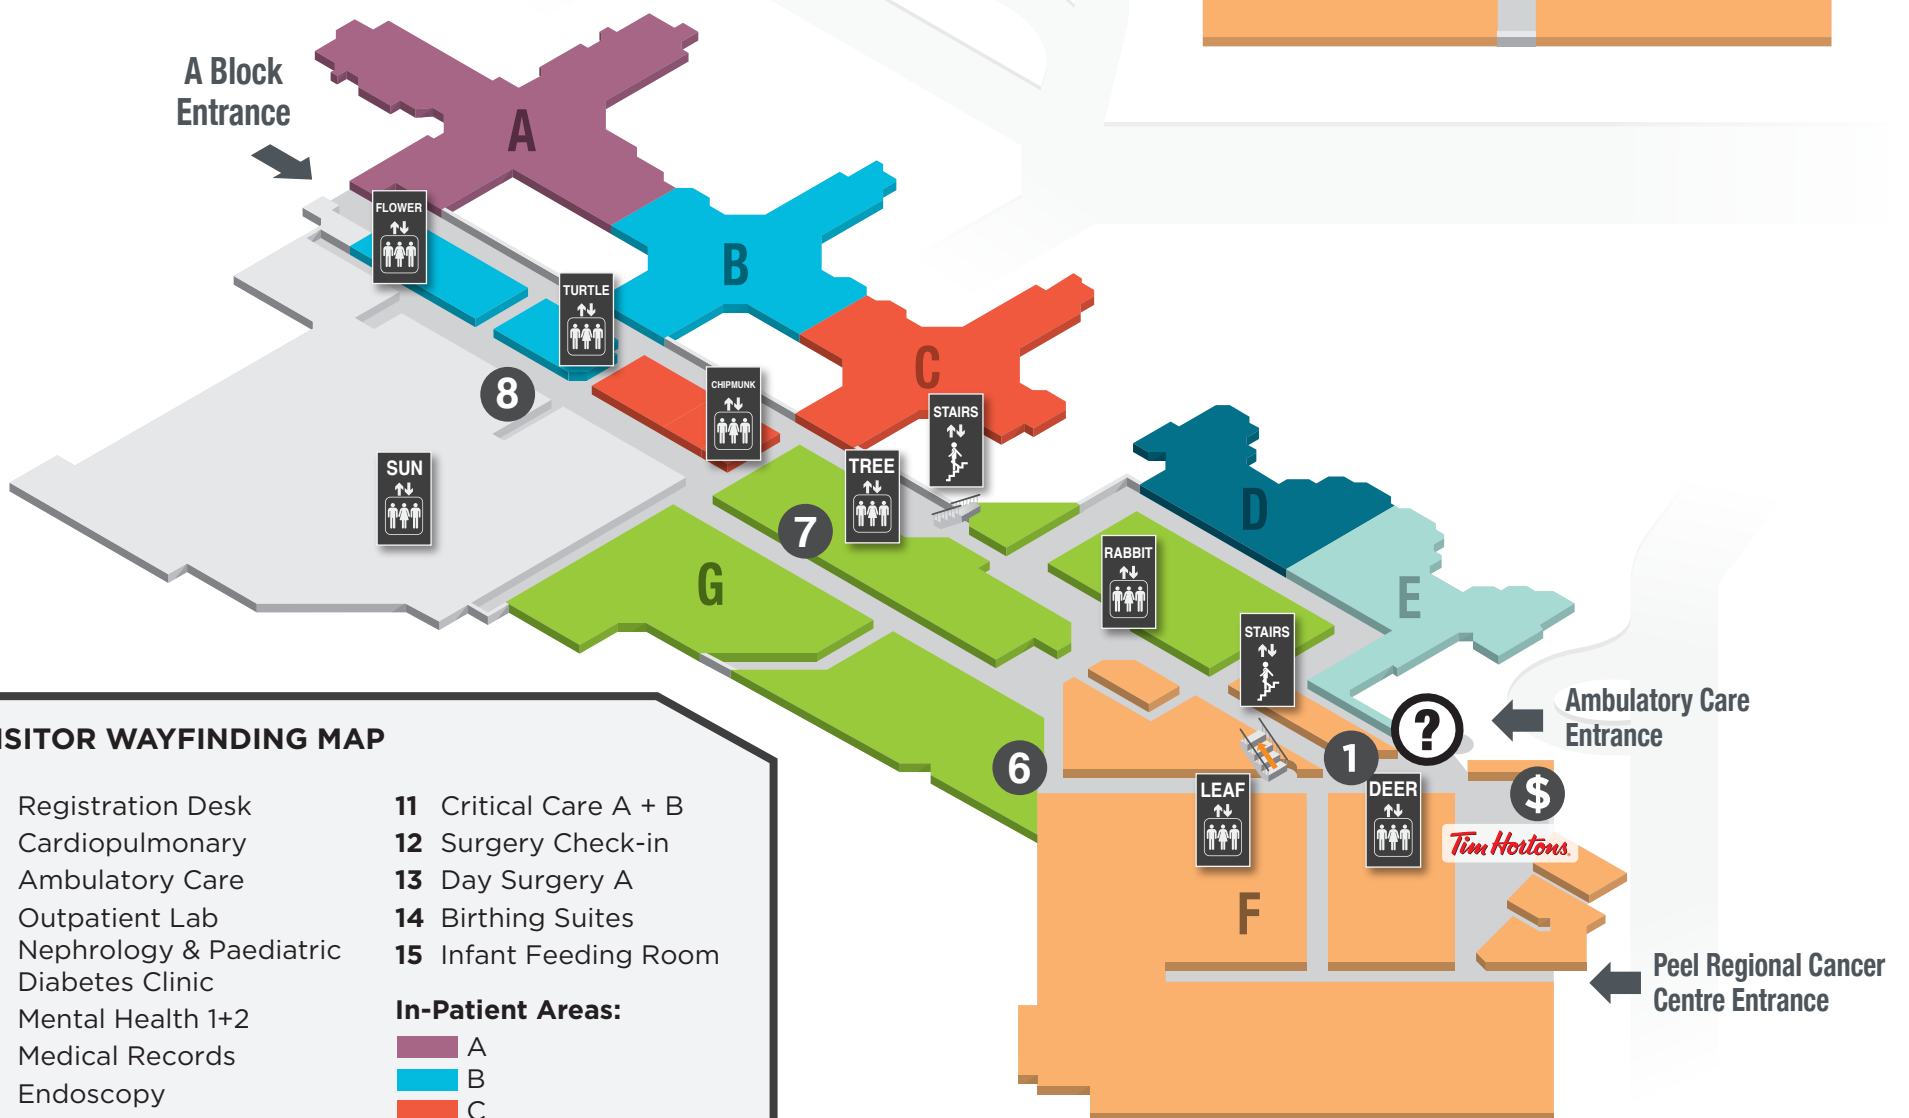 A Block
Entrance
A
FLOWER
B
TURTLE
C
CHIPMUNK
STAIRS
8
TREE
SUN
7
D
RABBIT
G
E
STAIRS
Ambulatory Care
Entrance
?
1
6
LEAF
DEER
$
Tim Hortons
F
Peel Regional Cancer
Centre Entrance
ISITOR WAYFINDING MAP
Registration Desk
Cardiopulmonary
Ambulatory Care
Outpatient Lab
Nephrology & Paediatric
Diabetes Clinic
Mental Health 1+2
Medical Records
Endoscopy
11 Critical Care A + B
12 Surgery Check-in
13 Day Surgery A
14 Birthing Suites
15 Infant Feeding Room
In-Patient Areas:
A
B
C